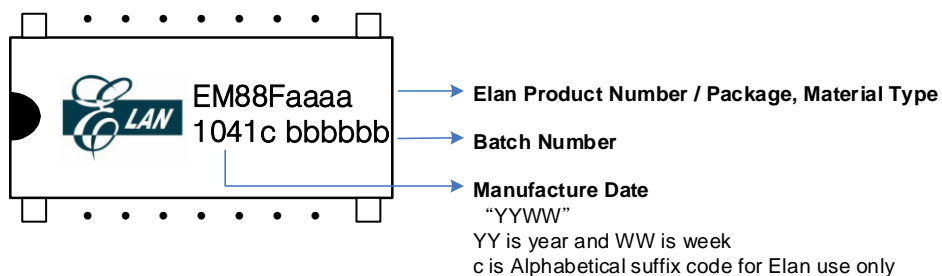 ELAN
EM88Faaaa
1041c bbbbbb
Elan Product Number / Package, Material Type
Batch Number
Manufacture Date
“YYWW”
YY is year and WW is week
c is Alphabetical suffix code for Elan use only